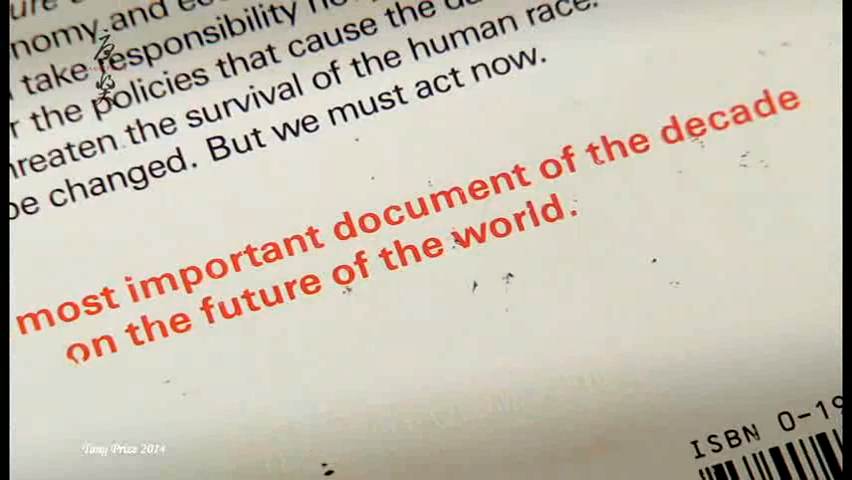 nomy and
take responsibility
the policies that cause the
threaten the survival of the human race.
be changed. But we must act now.
most important document of the decade
on the future of the world.
ISBN 0-19
Tang Prize 2014